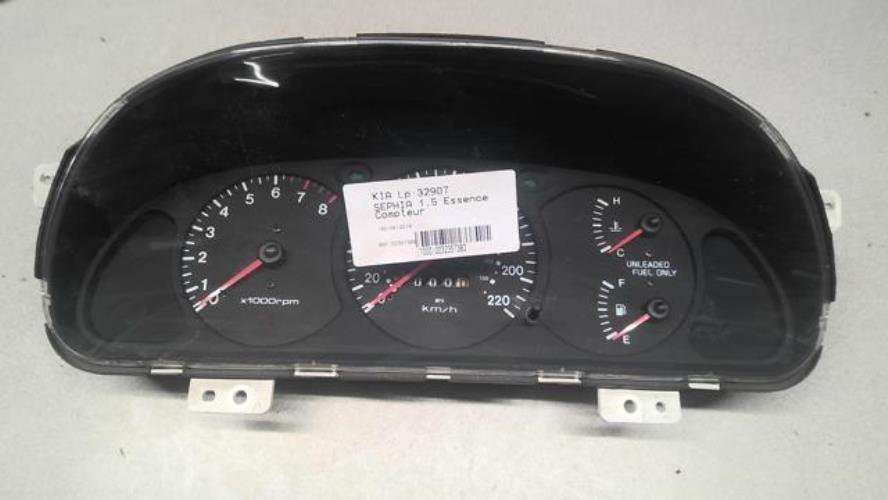 KIA Lp 32907
SEPHIA 1.5 Essence
Compteur
0 1 2 3 4 5 6 7 8
x1000rpm
20
200
220
km/h
H
C
UNLEADED
FUEL ONLY
F
E